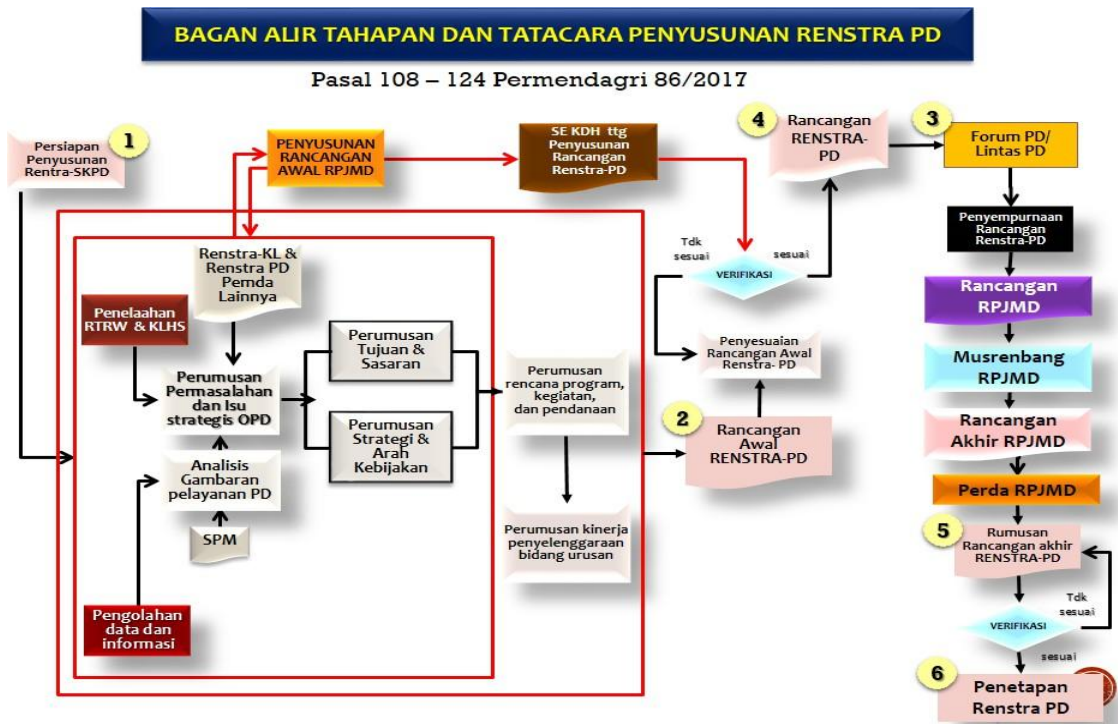 BAGAN ALIR TAHAPAN DAN TATACARA PENYUSUNAN RENSTRA PD
Pasal 108 – 124 Permendagri 86/2017
1
Persiapan
Penyusunan
Rentra-SKPD
PENYUSUNAN
RANCANGAN
AWAL RPJMD
SE KDH ttg
Penyusunan
Rancangan
Renstra-PD
4
Rancangan
RENSTRA-
PD
3
Forum PD/
Lintas PD
Renstra-KL &
Renstra PD
Pemda
Lainnya
Penelaahan
RTRW & KLHS
Perumusan
Permasalahan
dan Isu
strategis OPD
Analisis
Gambaran
pelayanan PD
SPM
Pengolahan
data dan
informasi
Perumusan
Tujuan &
Sasaran
Perumusan
Strategi &
Arah
Kebijakan
Perumusan
rencana program,
kegiatan,
dan pendanaan
Perumusan kinerja
penyelenggaraan
bidang urusan
2
Rancangan
Awal
RENSTRA-PD
Penyesuaian
Rancangan Awal
Renstra- PD
Tdk
sesuai
VERIFIKASI
sesuai
Penyempurnaan
Rancangan
Renstra-PD
Rancangan
RPJMD
Musrenbang
RPJMD
Rancangan
Akhir RPJMD
Perda RPJMD
5
Rumusan
Rancangan akhir
RENSTRA-PD
Tdk
sesuai
VERIFIKASI
sesuai
6
Penetapan
Renstra PD